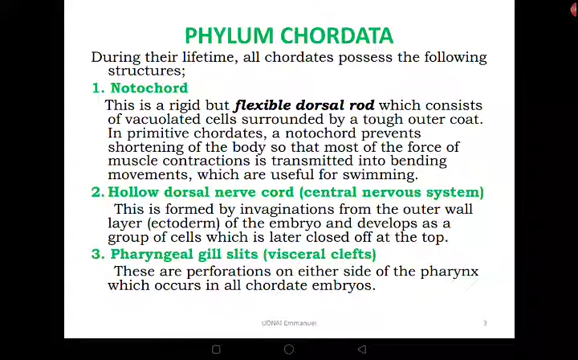 PHYLUM CHORDATA
During their lifetime, all chordates possess the following
structures;
1. Notochord
This is a rigid but flexible dorsal rod which consists
of vacuolated cells surrounded by a tough outer coat.
In primitive chordates, a notochord prevents
shortening of the body so that most of the force of
muscle contractions is transmitted into bending
movements, which are useful for swimming.
2. Hollow dorsal nerve cord (central nervous system)
This is formed by invaginations from the outer wall
layer (ectoderm) of the embryo and develops as a
group of cells which is later closed off at the top.
3. Pharyngeal gill slits (visceral clefts)
These are perforations on either side of the pharynx
which occurs in all chordate embryos.
Emmanuel
3